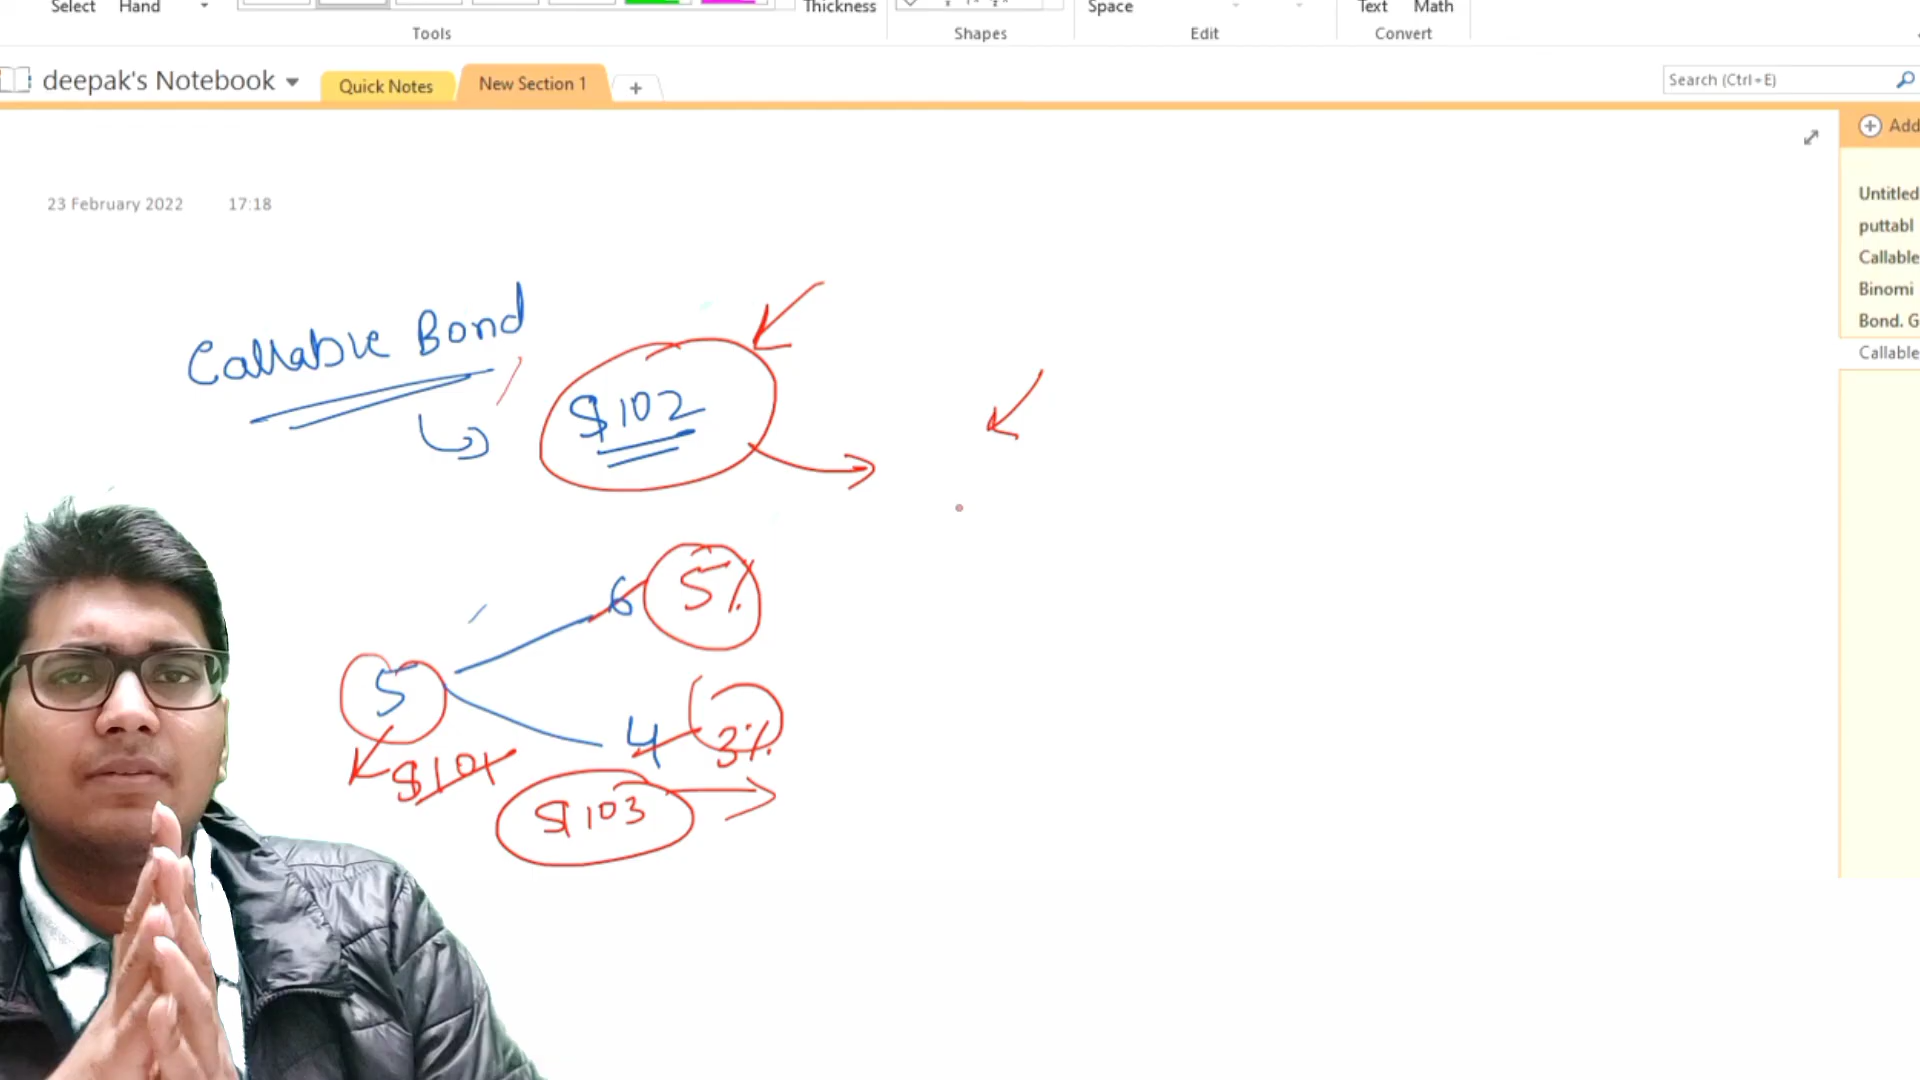 Select Hand Thickness Space Text Math
Tools Shapes Edit Convert
deepak's Notebook Quick Notes New Section 1 + Search (Ctrl+E)
Add
23 February 2022 17:18
Untitled
puttabl
Callable
Binomi
Bond. G
Callable
Callable Bond
$102
6 5%
5
4 3%
$101
$103